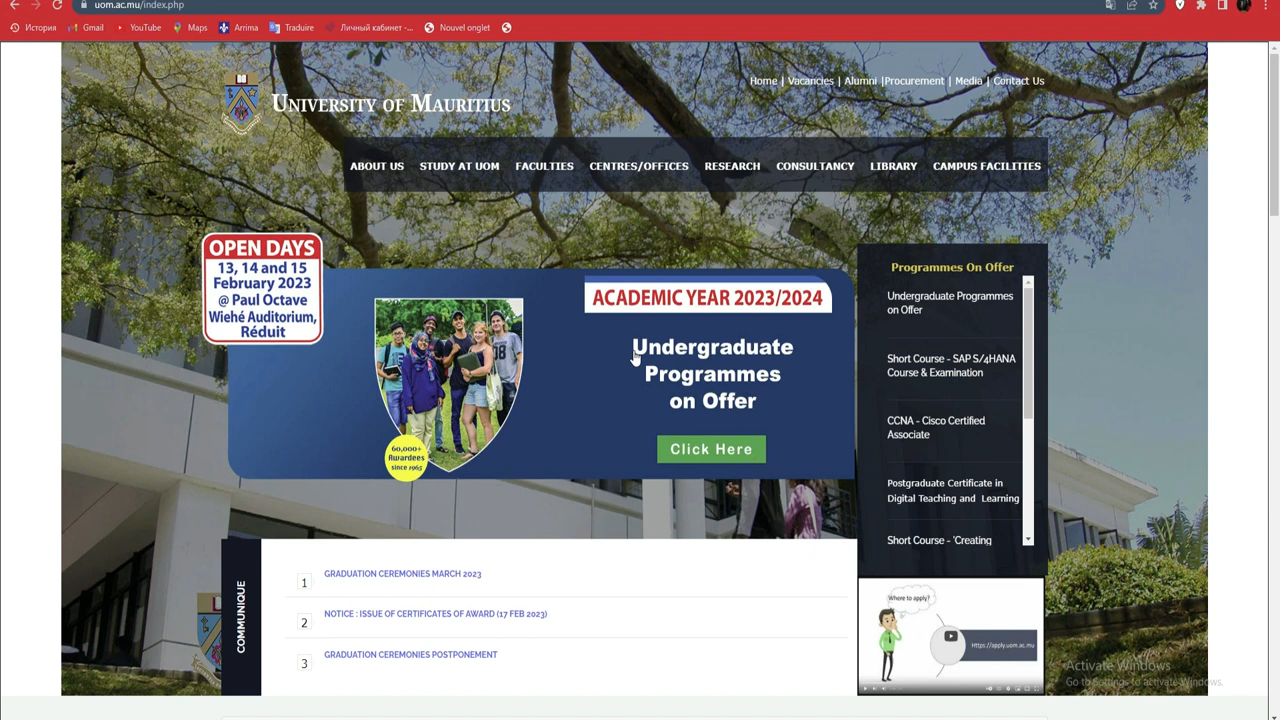 uom.ac.mu/index.php
История Gmail YouTube Maps Arrima Traduire Личный кабинет -... Nouvel onglet
UNIVERSITY OF MAURITIUS
Home | Vacancies | Alumni |Procurement | Media | Contact Us
ABOUT US STUDY AT UOM FACULTIES CENTRES/OFFICES RESEARCH CONSULTANCY LIBRARY CAMPUS FACILITIES
OPEN DAYS
13, 14 and 15
February 2023
@ Paul Octave
Wiehé Auditorium,
Réduit
ACADEMIC YEAR 2023/2024
Undergraduate
Programmes
on Offer
Click Here
60,000+
Awardees
since 1965
Programmes On Offer
Undergraduate Programmes
on Offer
Short Course - SAP S/4HANA
Course & Examination
CCNA - Cisco Certified
Associate
Postgraduate Certificate in
Digital Teaching and Learning
Short Course - 'Creating
COMMUNIQUE
1 GRADUATION CEREMONIES MARCH 2023
2 NOTICE : ISSUE OF CERTIFICATES OF AWARD (17 FEB 2023)
3 GRADUATION CEREMONIES POSTPONEMENT
Where to apply?
Https://apply.uom.ac.mu
Activate Windows
Go to Settings to activate Windows.